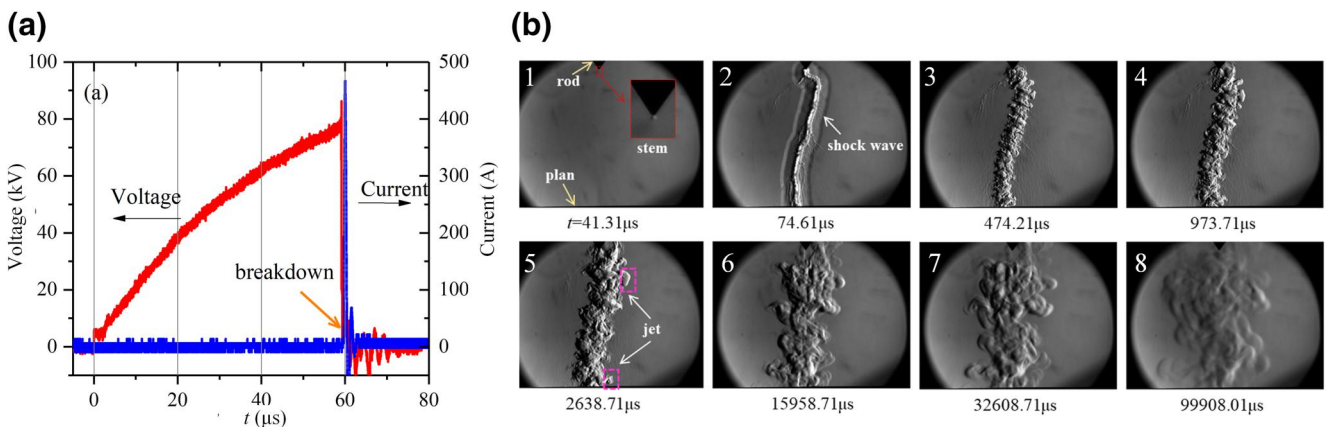 (a)
100
80
60
40
20
0
Voltage (kV)
(a)
Voltage
Current
breakdown
500
400
300
200
100
0
Current (A)
0 20 40 60 80
t (μs)
(b)
1
rod
stem
plan
t=41.31μs
2
shock wave
74.61μs
3
474.21μs
4
973.71μs
5
jet
2638.71μs
6
15958.71μs
7
32608.71μs
8
99908.01μs